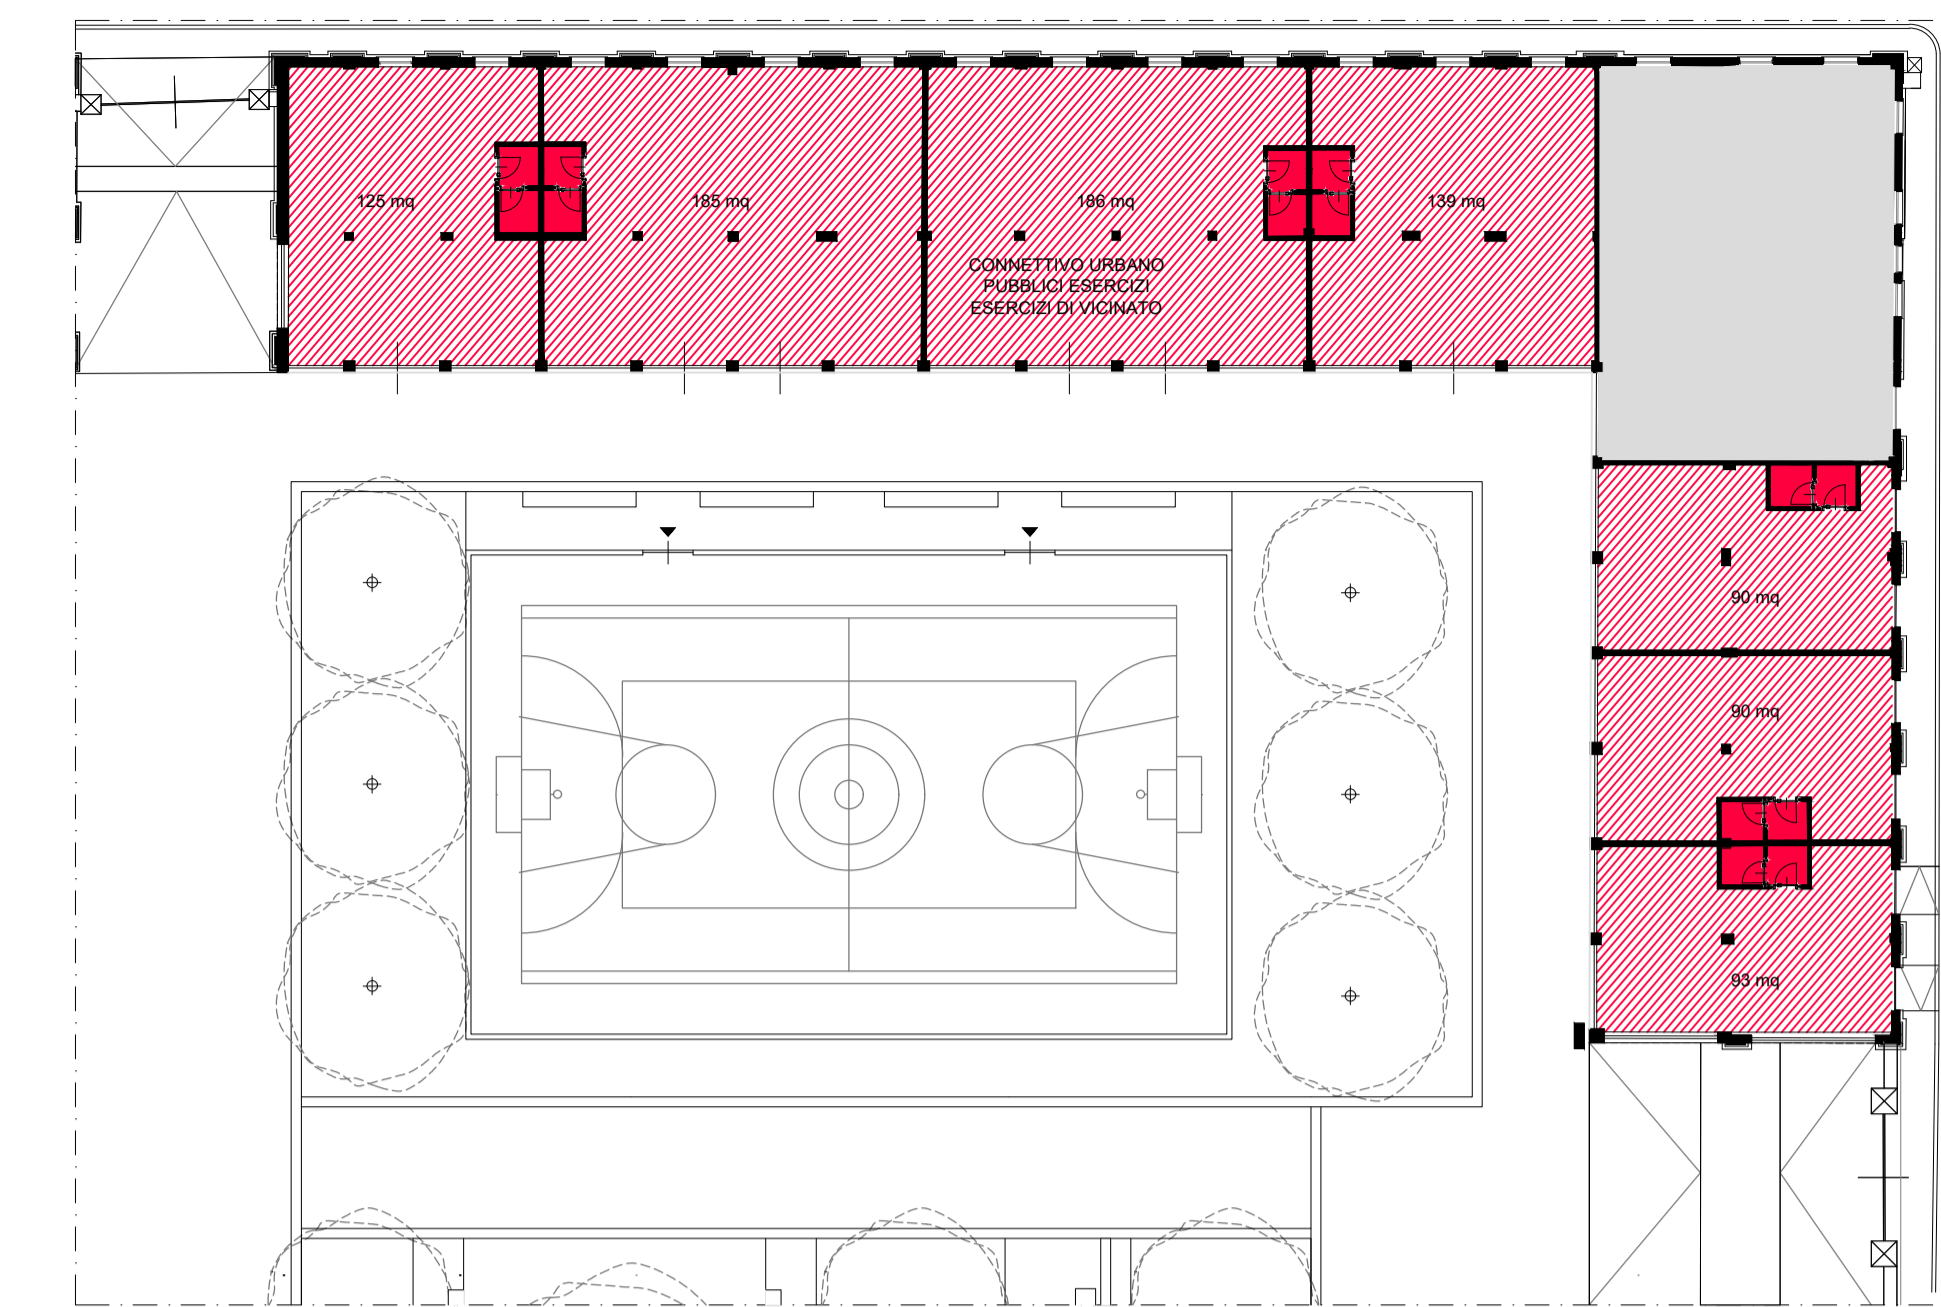 125 mq
185 mq
186 mq
139 mq
CONNETTIVO URBANO
PUBBLICI ESERCIZI
ESERCIZI DI VICINATO
90 mq
90 mq
93 mq